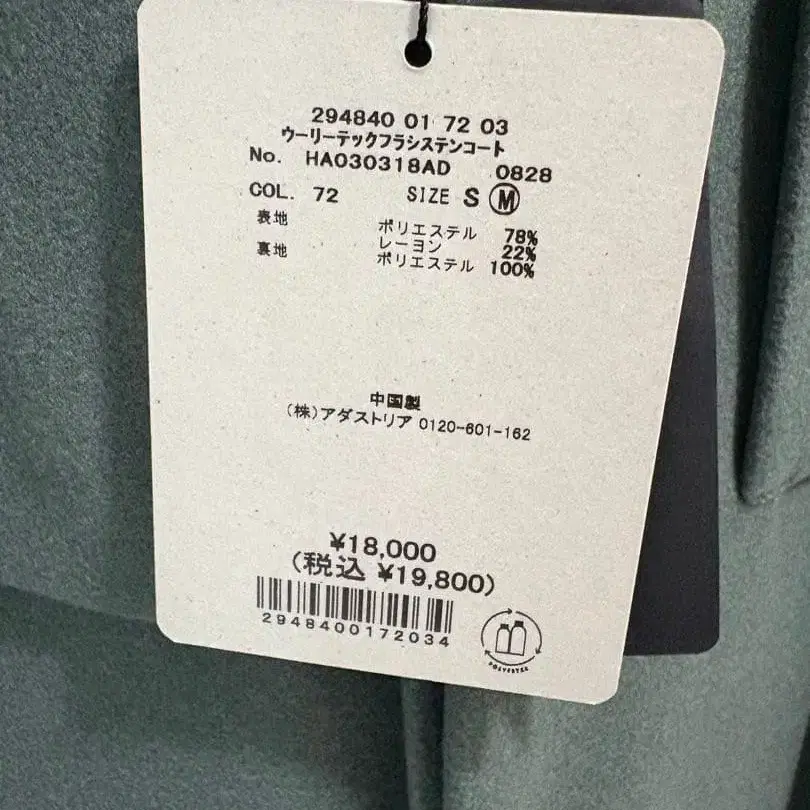 294840 01 72 03
ウーリーテックフラシステンコート
No. HA030318AD 0828
COL. 72 SIZE S M
表地 ポリエステル 78%
レーヨン 22%
裏地 ポリエステル 100%
中国製
(株)アダストリア 0120-601-162
¥18,000
(税込 ¥19,800)
2948400172034
POLYESTER